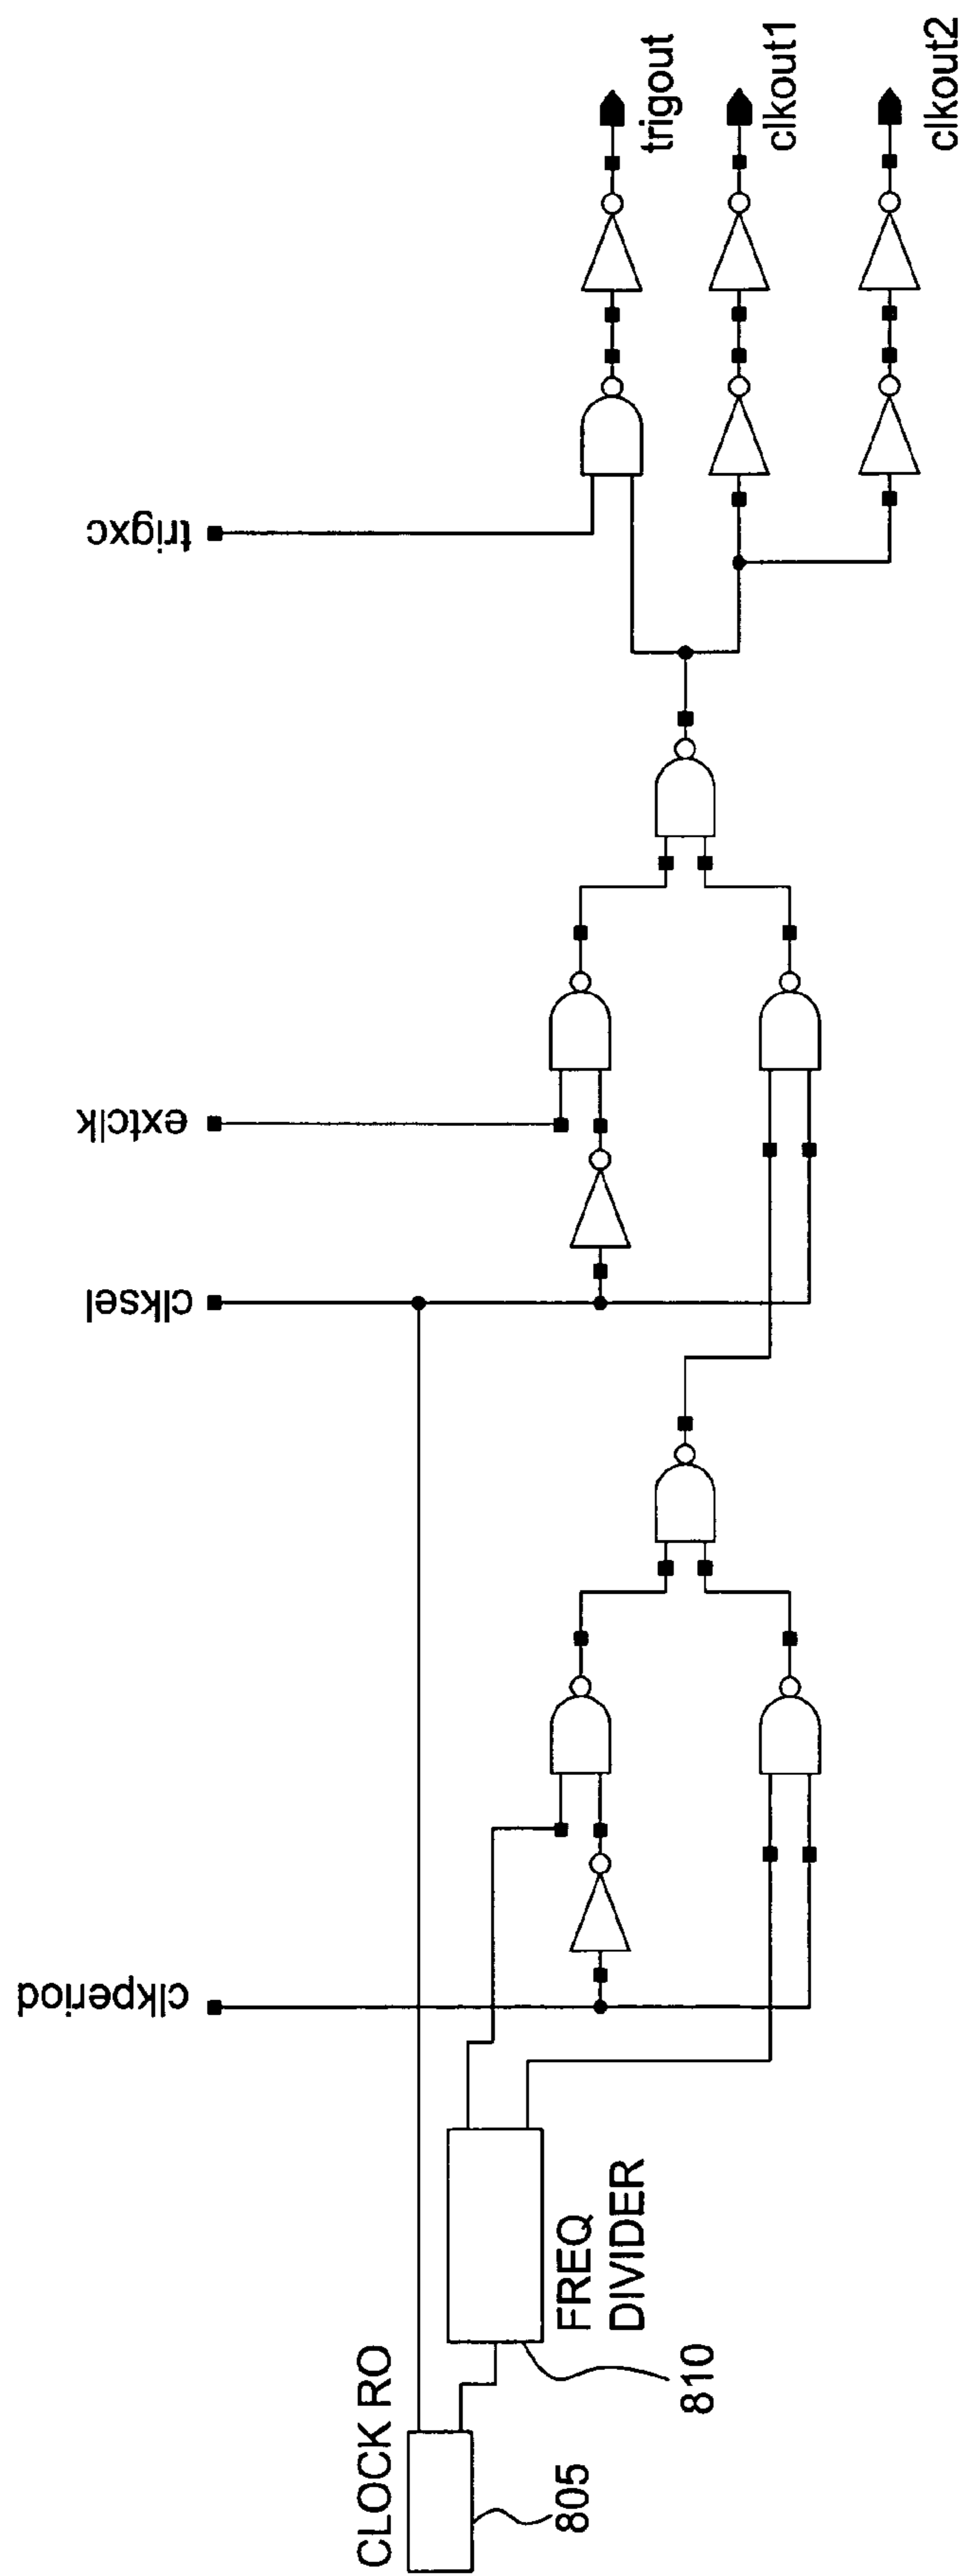 clkperiod
clksel
extclk
trigxc
trigout
clkout1
clkout2
CLOCK RO
805
FREQ
DIVIDER
810